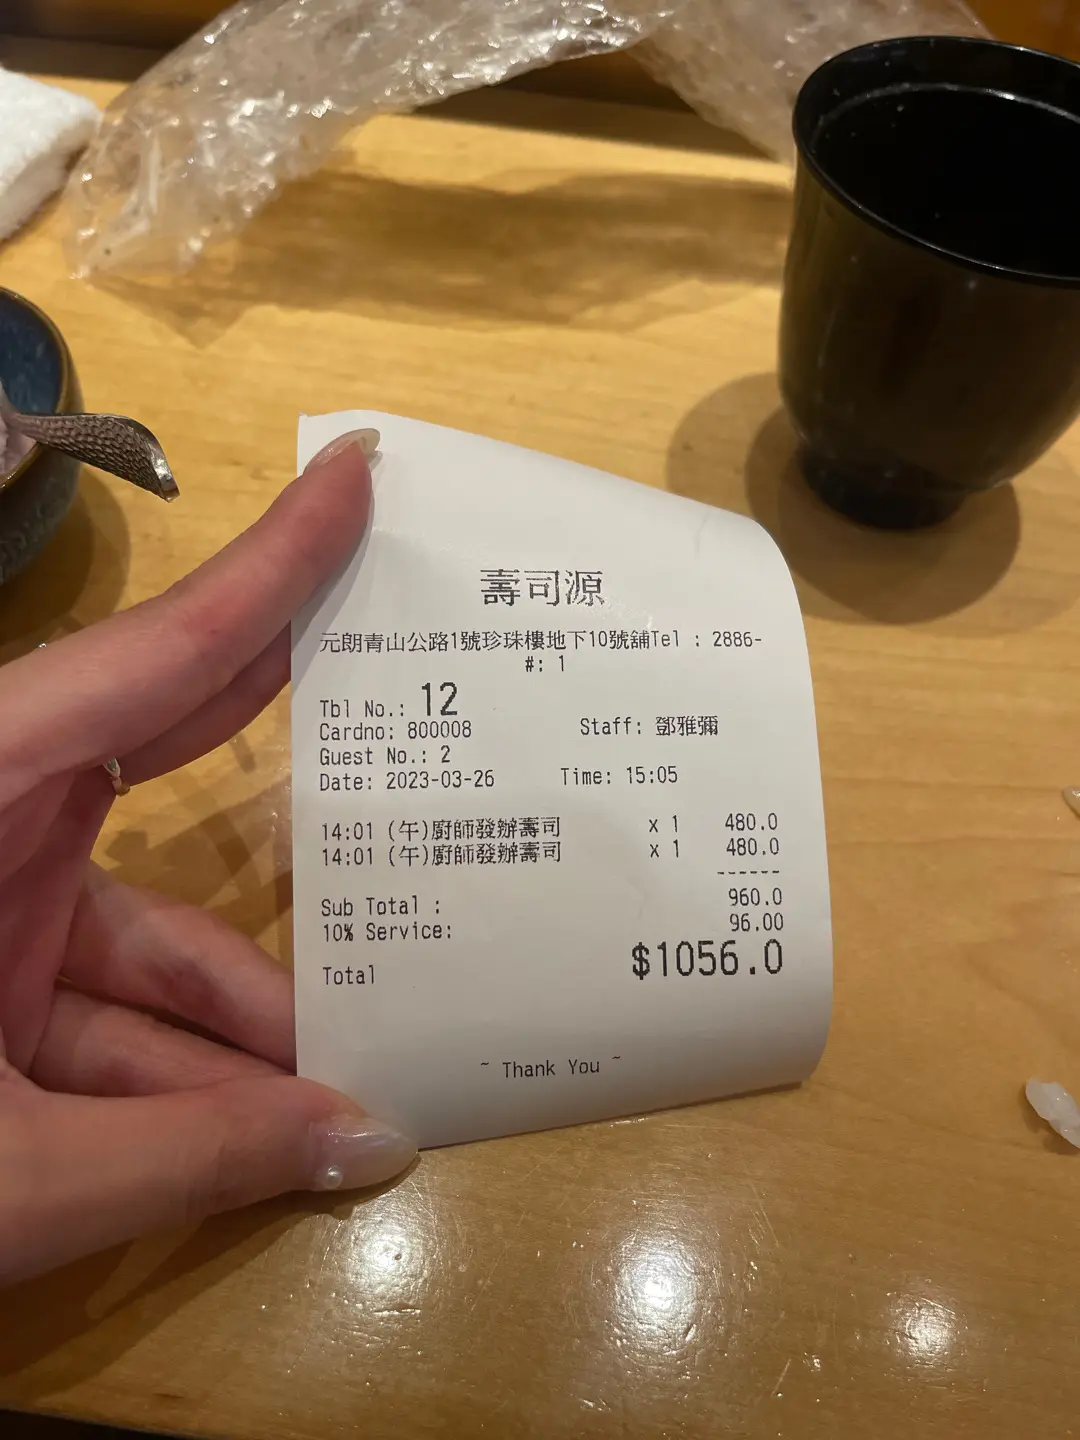 壽司源
元朗青山公路1號珍珠樓地下10號舖Tel : 2886-
#: 1
Tbl No.: 12
Cardno: 800008 Staff: 鄧雅彌
Guest No.: 2
Date: 2023-03-26 Time: 15:05
14:01 (午)廚師發辦壽司 x 1 480.0
14:01 (午)廚師發辦壽司 x 1 480.0
------
Sub Total : 960.0
10% Service: 96.00
Total $1056.0
~ Thank You ~